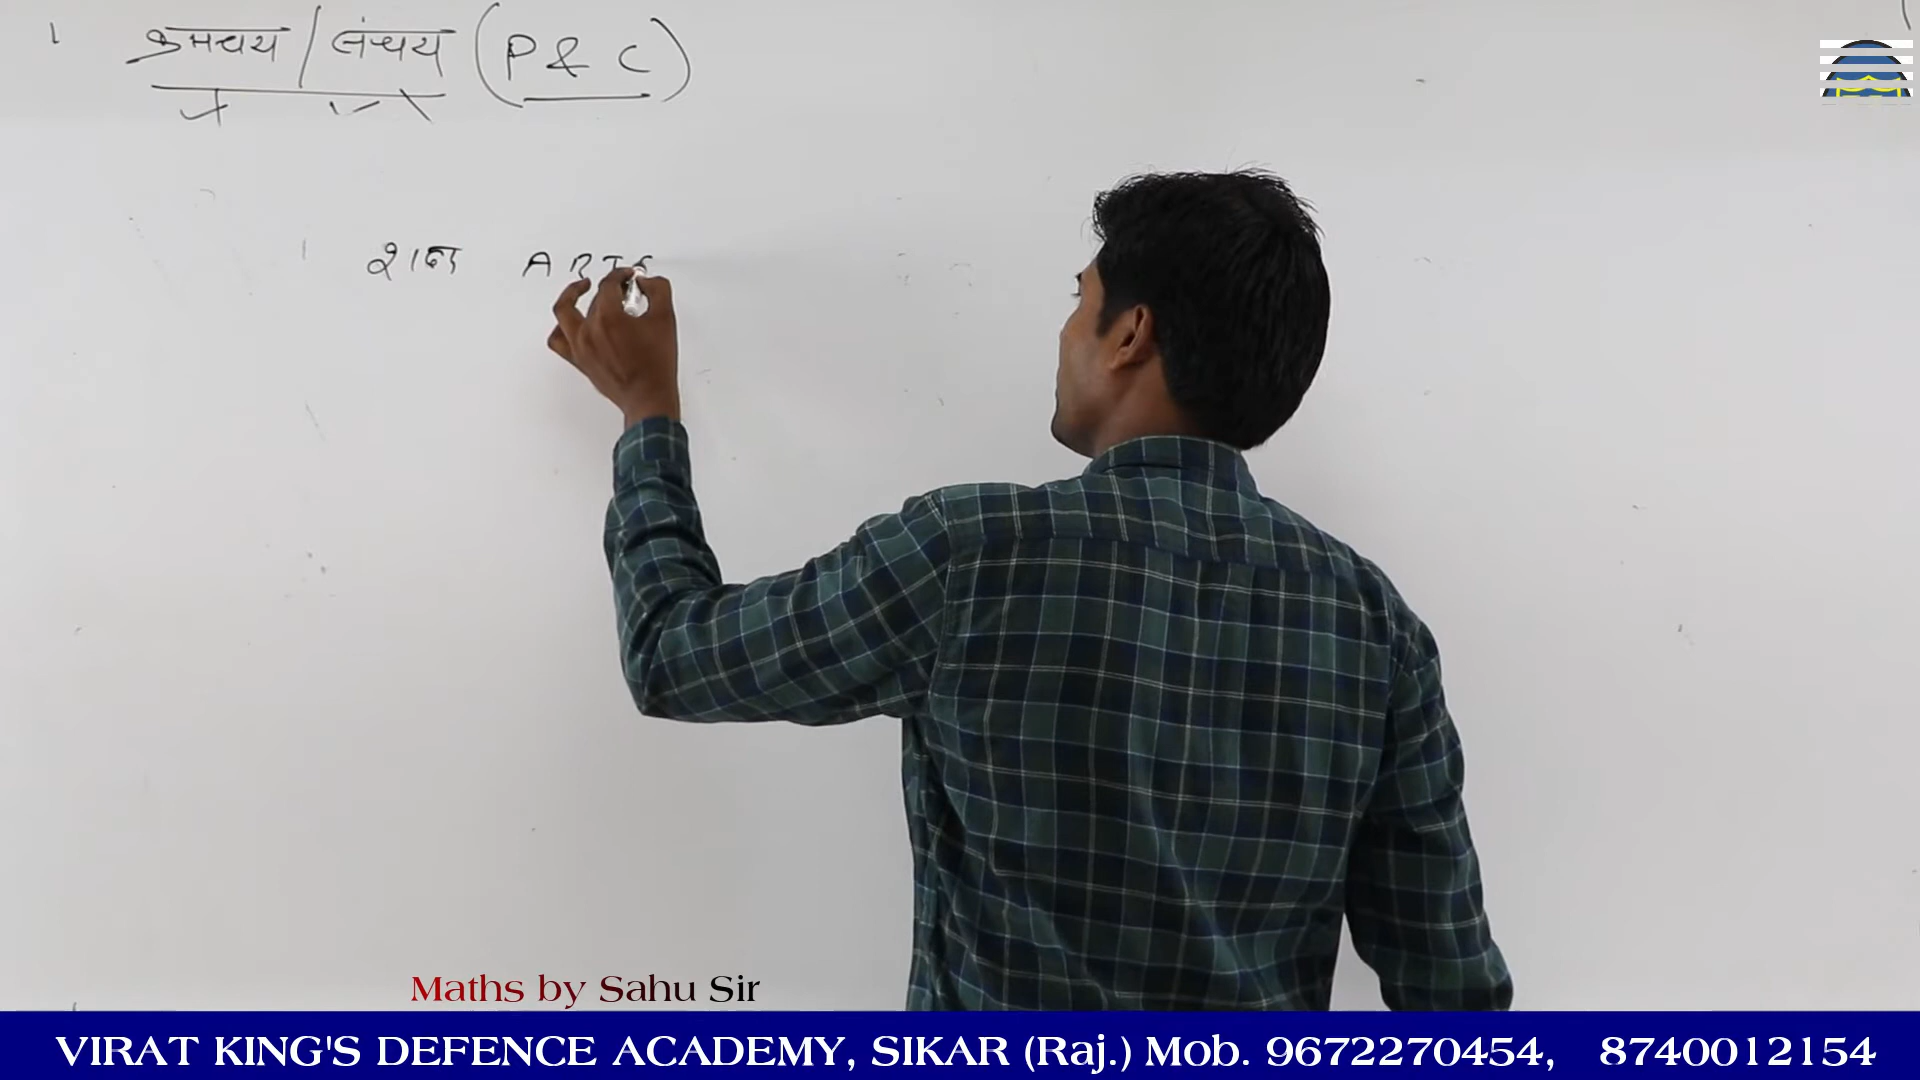 क्रमचय / संचय (P & C)
शब्द A R T
Maths by Sahu Sir
VIRAT KING'S DEFENCE ACADEMY, SIKAR (Raj.) Mob. 9672270454, 8740012154